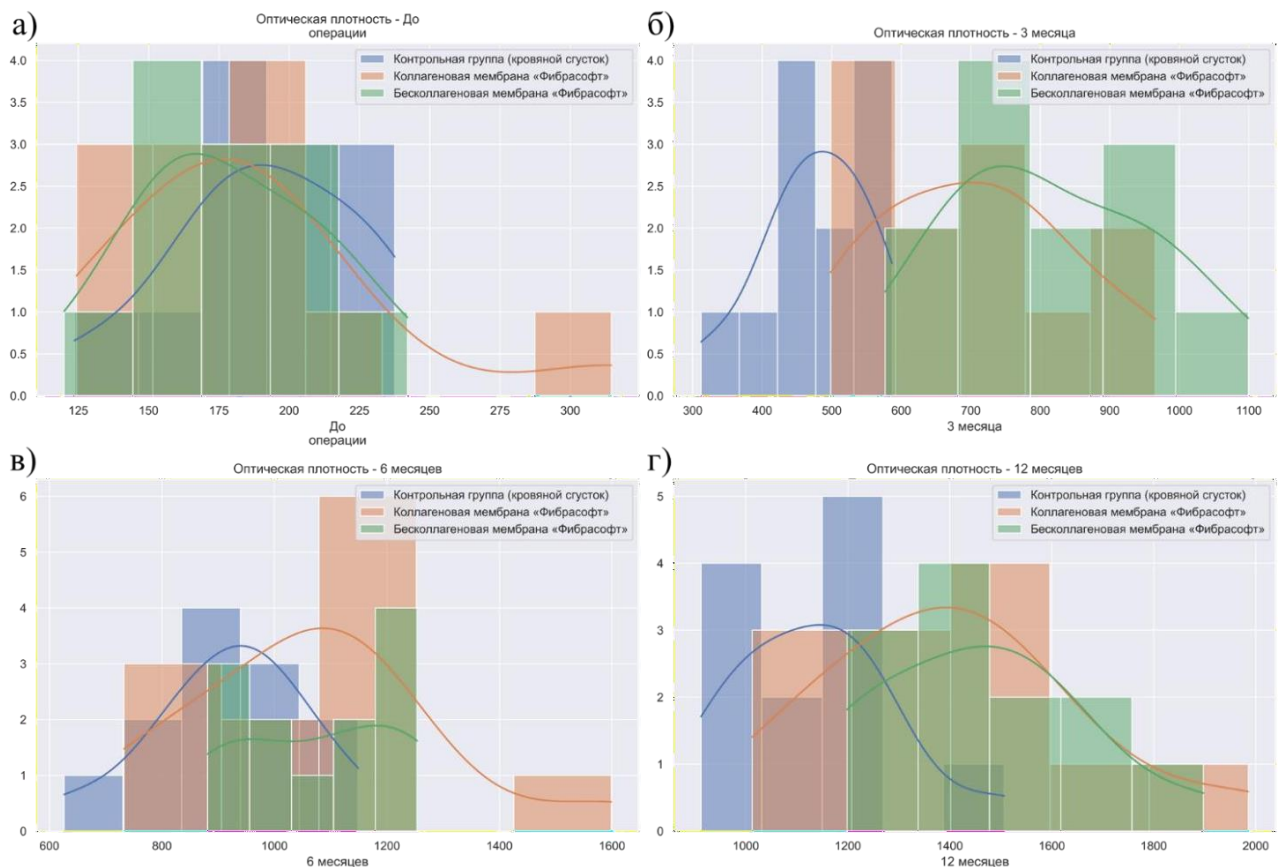 а)
Оптическая плотность - До
операции
Контрольная группа (кровяной сгусток)
Коллагеновая мембрана «Фибрасофт»
Бесколлагеновая мембрана «Фибрасофт»
4.0
3.5
3.0
2.5
2.0
1.5
1.0
0.5
0.0
125 150 175 200 225 250 275 300
До
операции
б)
Оптическая плотность - 3 месяца
Контрольная группа (кровяной сгусток)
Коллагеновая мембрана «Фибрасофт»
Бесколлагеновая мембрана «Фибрасофт»
4.0
3.5
3.0
2.5
2.0
1.5
1.0
0.5
0.0
300 400 500 600 700 800 900 1000 1100
3 месяца
в)
Оптическая плотность - 6 месяцев
Контрольная группа (кровяной сгусток)
Коллагеновая мембрана «Фибрасофт»
Бесколлагеновая мембрана «Фибрасофт»
6
5
4
3
2
1
0
600 800 1000 1200 1400 1600
6 месяцев
г)
Оптическая плотность - 12 месяцев
Контрольная группа (кровяной сгусток)
Коллагеновая мембрана «Фибрасофт»
Бесколлагеновая мембрана «Фибрасофт»
5
4
3
2
1
0
1000 1200 1400 1600 1800 2000
12 месяцев